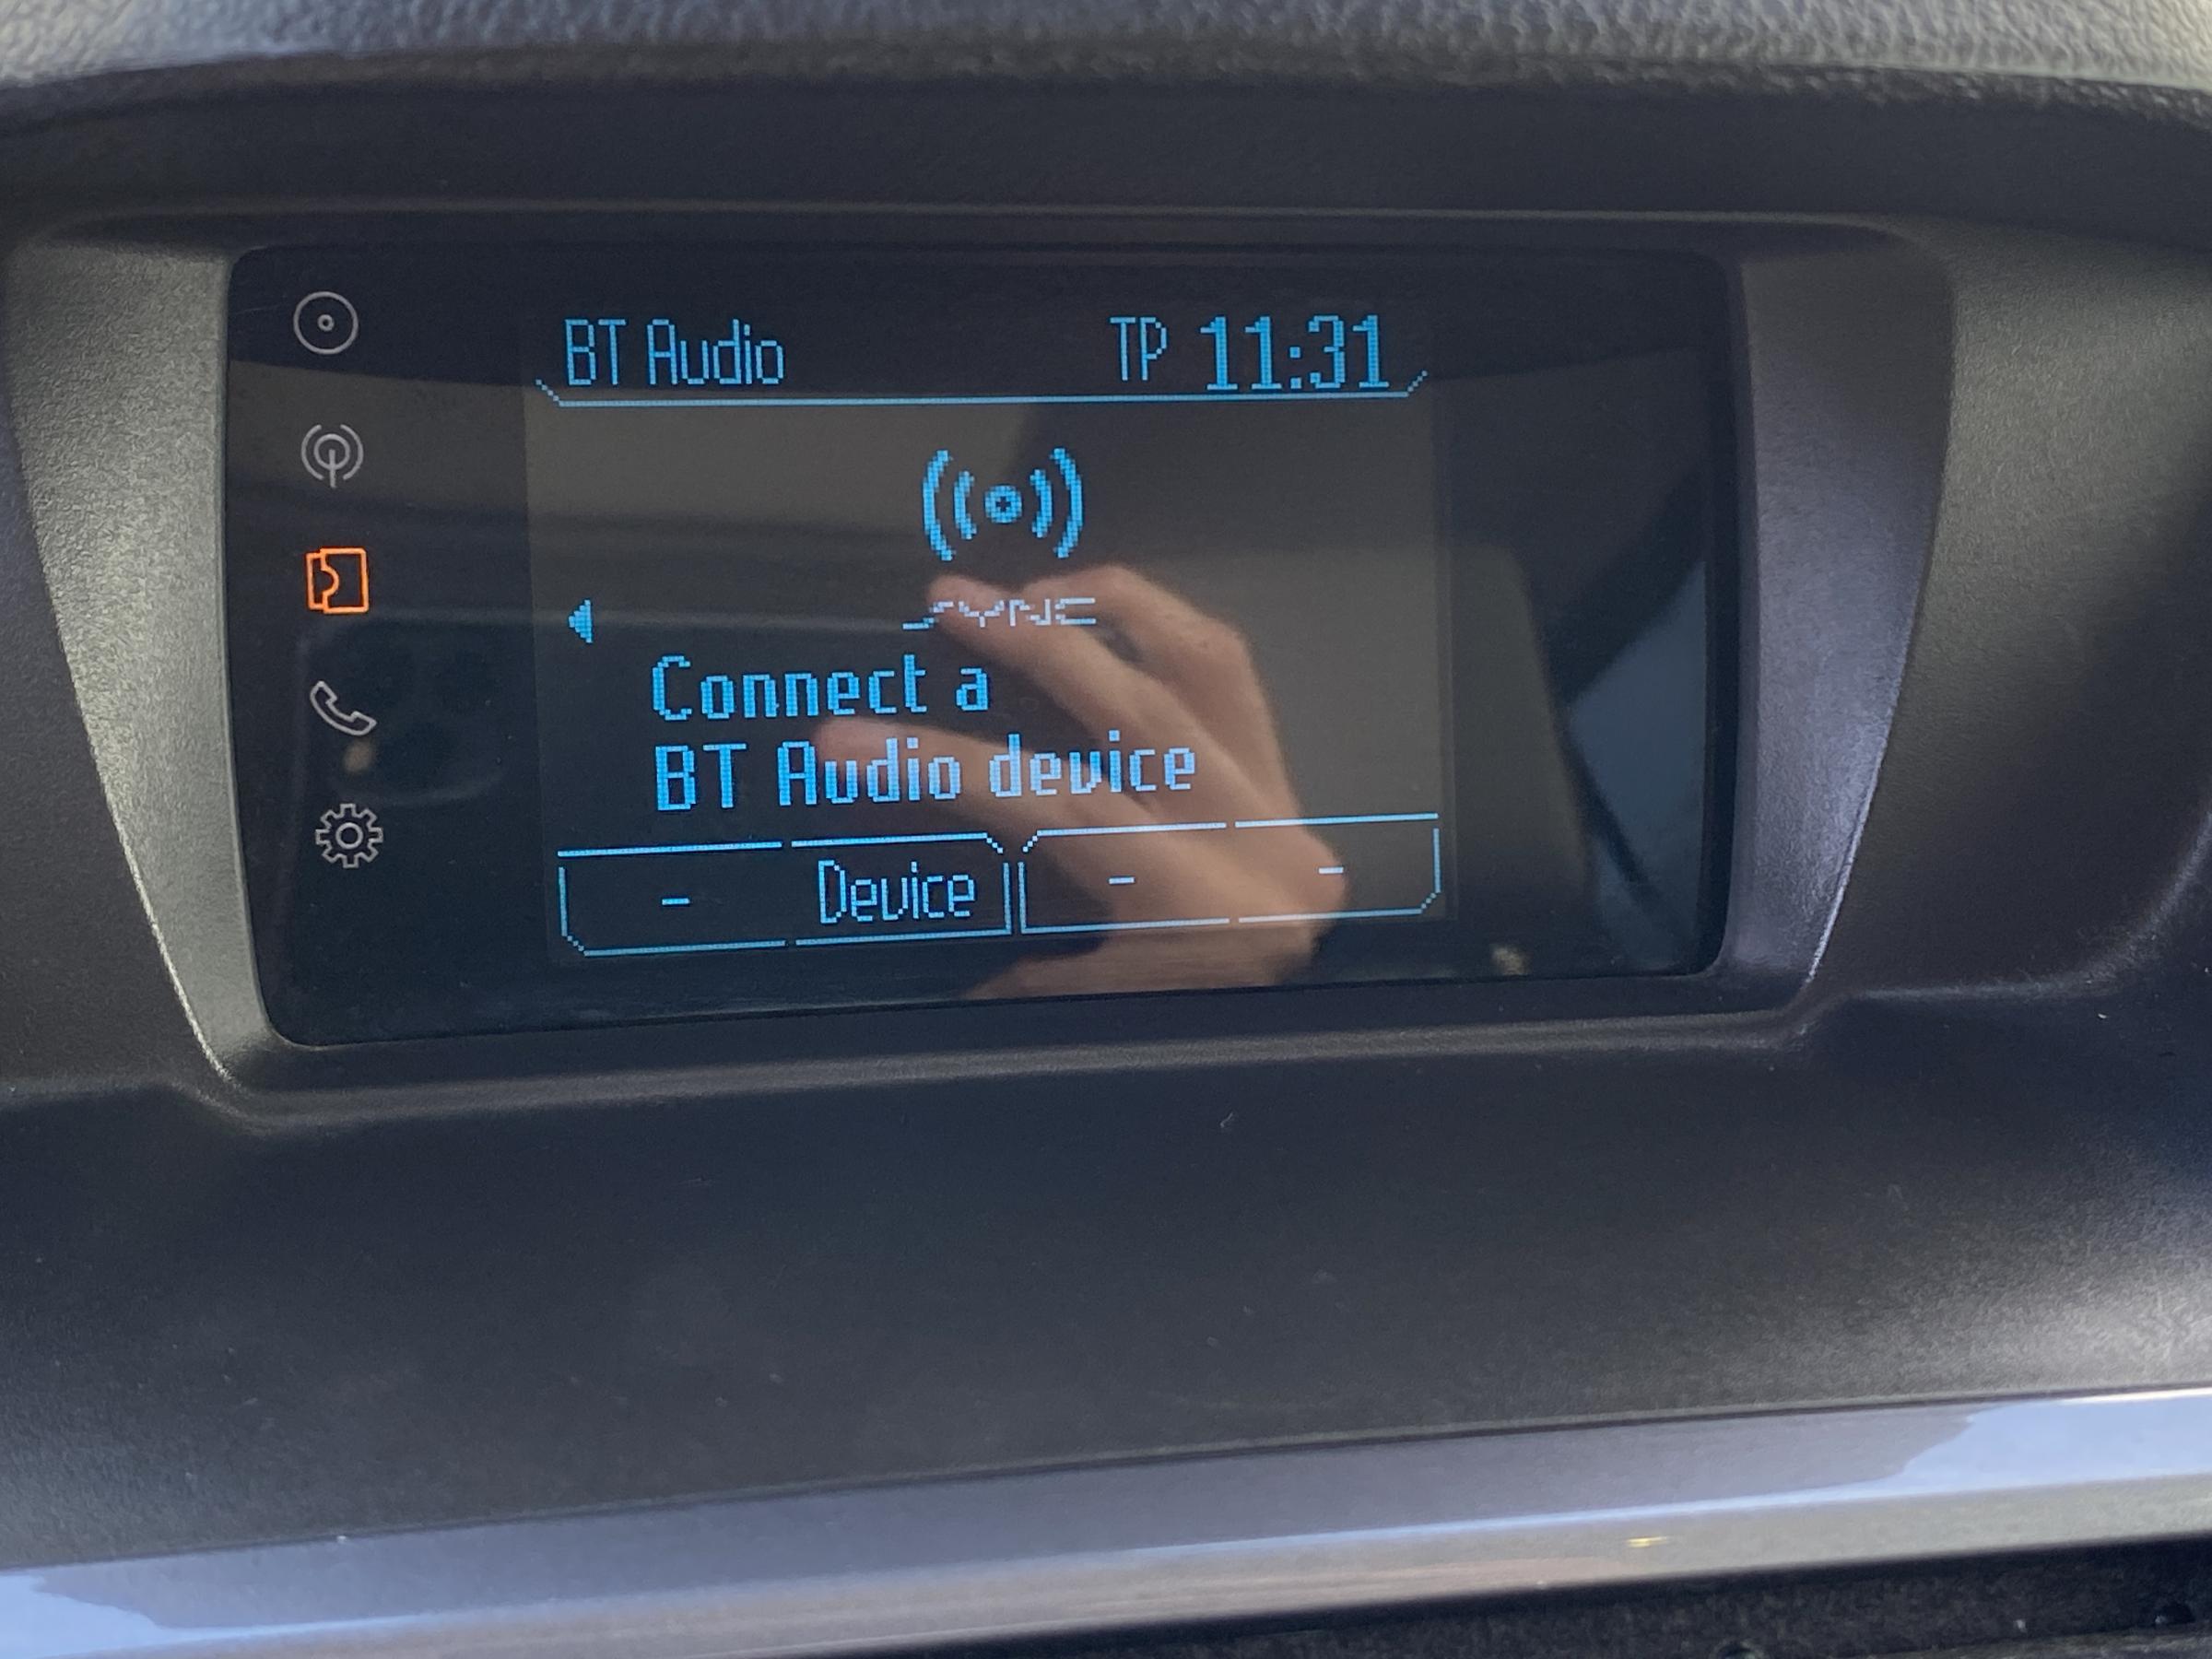 BT Audio TP 11:31
SYNC
Connect a
BT Audio device
- Device - -